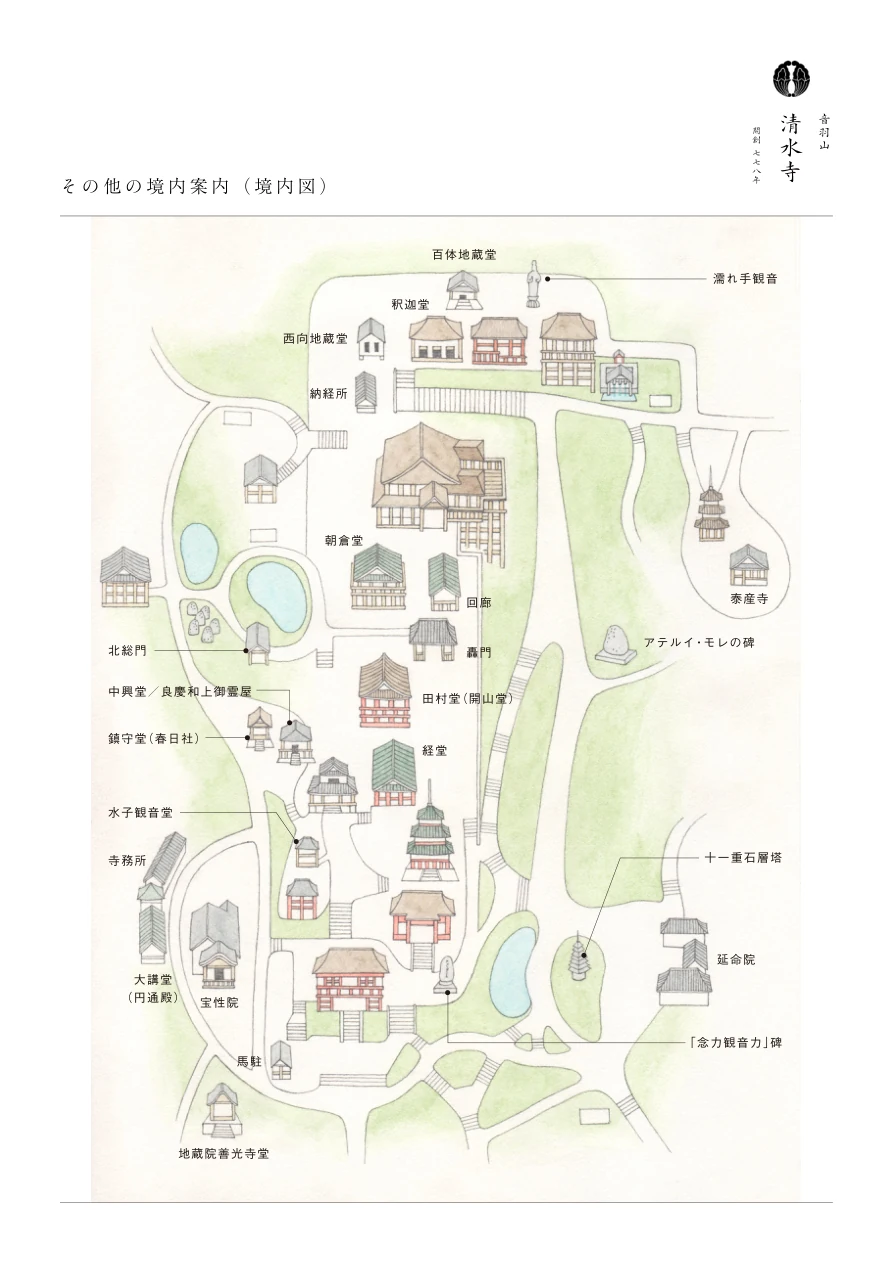 音羽山
清水寺
開創 七七八年
その他の境内案内（境内図）
百体地蔵堂
濡れ手観音
釈迦堂
西向地蔵堂
納経所
朝倉堂
回廊
泰産寺
北総門
轟門
アテルイ・モレの碑
中興堂／良慶和上御霊屋
田村堂（開山堂）
鎮守堂（春日社）
経堂
水子観音堂
寺務所
十一重石層塔
大講堂
（円通殿）
宝性院
延命院
「念力観音力」碑
馬駐
地蔵院善光寺堂